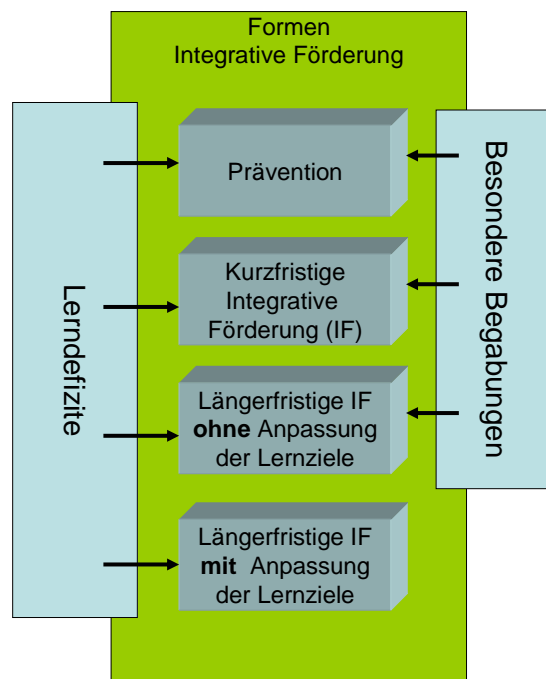 Formen
Integrative Förderung
Lerndefizite
Prävention
Kurzfristige
Integrative
Förderung (IF)
Längerfristige IF
ohne Anpassung
der Lernziele
Längerfristige IF
mit Anpassung
der Lernziele
Besondere Begabungen